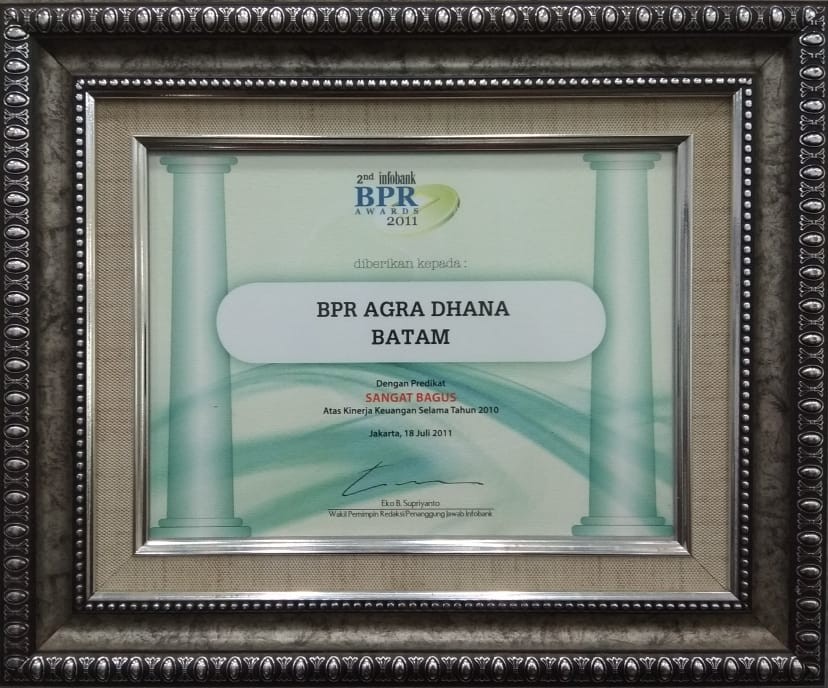 2nd infobank
BPR
AWARDS
2011
diberikan kepada :
BPR AGRA DHANA
BATAM
Dengan Predikat
SANGAT BAGUS
Atas Kinerja Keuangan Selama Tahun 2010
Jakarta, 18 Juli 2011
Eko B. Supriyanto
Wakil Pemimpin Redaksi Penanggung Jawab Infobank